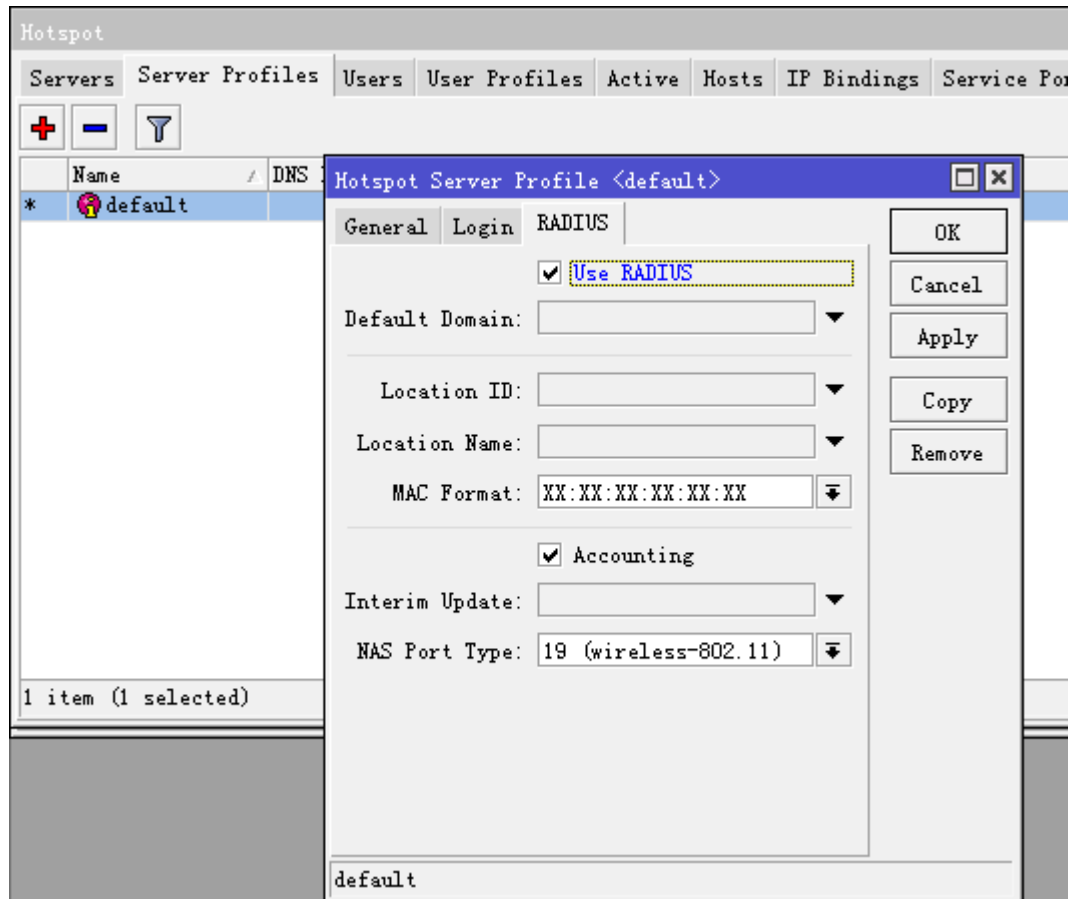 Hotspot
Servers Server Profiles Users User Profiles Active Hosts IP Bindings Service Po
Name DNS
* default
Hotspot Server Profile <default>
General Login RADIUS
OK
Use RADIUS
Cancel
Default Domain:
Apply
Location ID:
Copy
Location Name:
Remove
MAC Format: XX:XX:XX:XX:XX:XX
Accounting
Interim Update:
NAS Port Type: 19 (wireless-802.11)
1 item (1 selected)
default